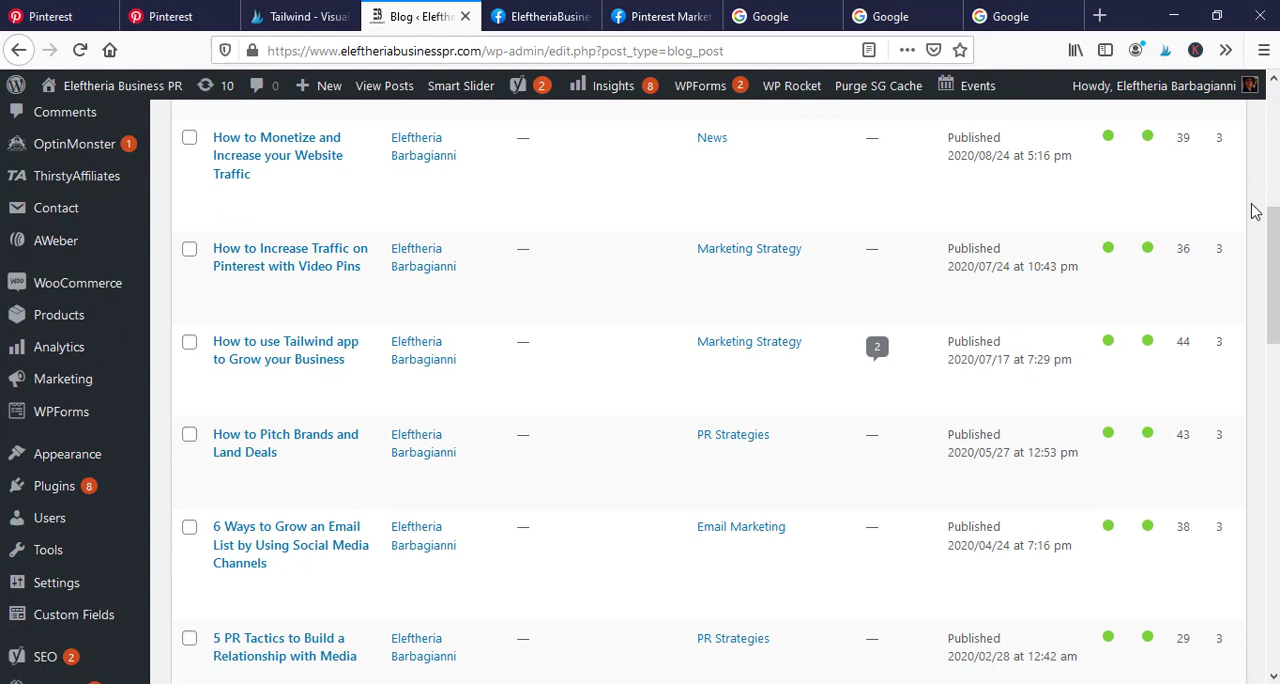 Pinterest
Pinterest
Tailwind - Visual
Blog ‹ Elefthe
EleftheriaBusine
Pinterest Market
Google
Google
Google
https://www.eleftheriabusinesspr.com/wp-admin/edit.php?post_type=blog_post
Eleftheria Business PR
10
0
New
View Posts
Smart Slider
2
Insights
8
WPForms
2
WP Rocket
Purge SG Cache
Events
Howdy, Eleftheria Barbagianni
Comments
OptinMonster 1
ThirstyAffiliates
Contact
AWeber
WooCommerce
Products
Analytics
Marketing
WPForms
Appearance
Plugins 8
Users
Tools
Settings
Custom Fields
SEO 2
How to Monetize and
Increase your Website
Traffic
Eleftheria
Barbagianni
—
News
—
Published
2020/08/24 at 5:16 pm
39
3
How to Increase Traffic on
Pinterest with Video Pins
Eleftheria
Barbagianni
—
Marketing Strategy
—
Published
2020/07/24 at 10:43 pm
36
3
How to use Tailwind app
to Grow your Business
Eleftheria
Barbagianni
—
Marketing Strategy
2
Published
2020/07/17 at 7:29 pm
44
3
How to Pitch Brands and
Land Deals
Eleftheria
Barbagianni
—
PR Strategies
—
Published
2020/05/27 at 12:53 pm
43
3
6 Ways to Grow an Email
List by Using Social Media
Channels
Eleftheria
Barbagianni
—
Email Marketing
—
Published
2020/04/24 at 7:16 pm
38
3
5 PR Tactics to Build a
Relationship with Media
Eleftheria
Barbagianni
—
PR Strategies
—
Published
2020/02/28 at 12:42 am
29
3